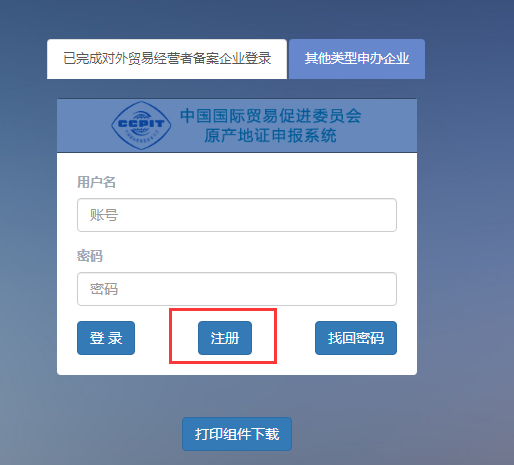 已完成对外贸易经营者备案企业登录
其他类型申办企业
CCPIT
中国国际贸易促进委员会
原产地证申报系统
用户名
账号
密码
密码
登 录
注册
找回密码
打印组件下载